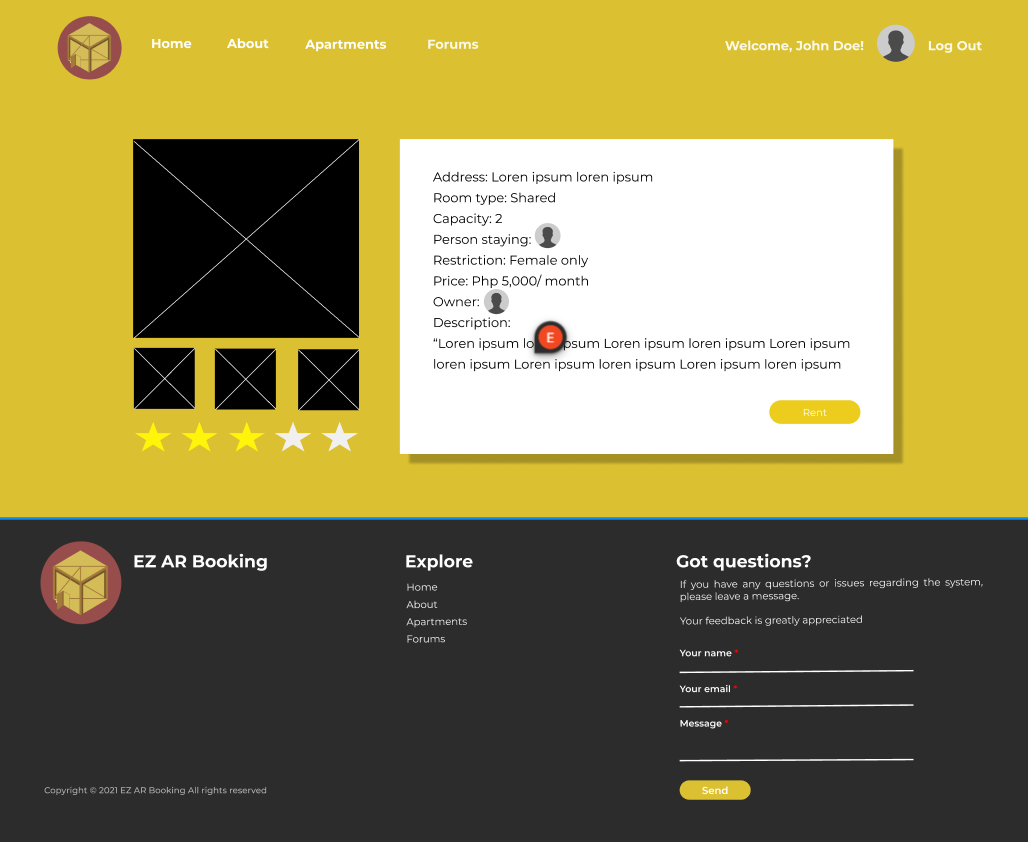 Home About Apartments Forums Welcome, John Doe! Log Out
Address: Loren ipsum loren ipsum
Room type: Shared
Capacity: 2
Person staying:
Restriction: Female only
Price: Php 5,000/ month
Owner:
Description:
“Loren ipsum lo E psum Loren ipsum loren ipsum Loren ipsum
loren ipsum Loren ipsum loren ipsum Loren ipsum loren ipsum
Rent
EZ AR Booking
Explore
Home
About
Apartments
Forums
Got questions?
If you have any questions or issues regarding the system,
please leave a message.
Your feedback is greatly appreciated
Your name *
Your email *
Message *
Send
Copyright © 2021 EZ AR Booking All rights reserved